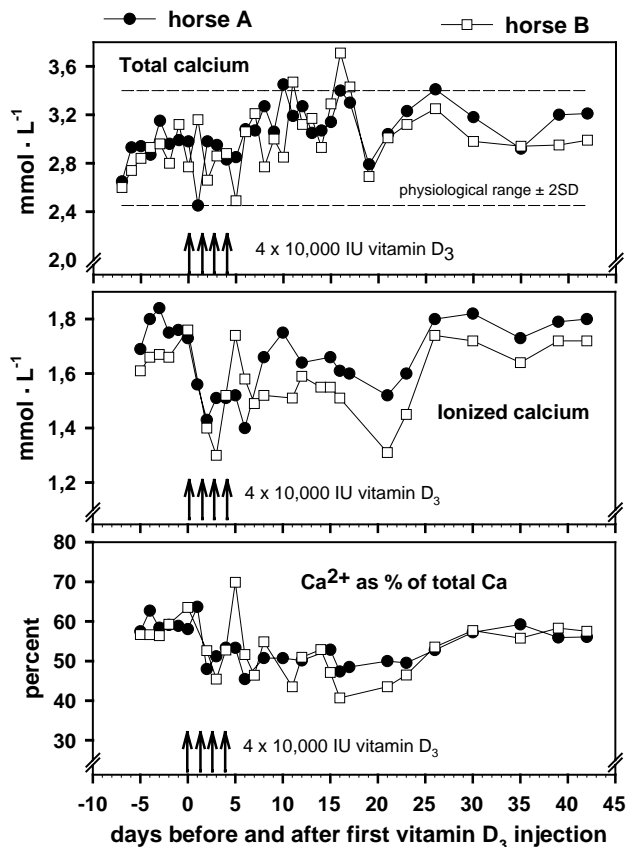 horse A
horse B
Total calcium
3,6
3,2
2,8
2,4
2,0
mmol · L⁻¹
physiological range ± 2SD
4 x 10,000 IU vitamin D₃
1,8
1,6
1,4
1,2
mmol · L⁻¹
Ionized calcium
4 x 10,000 IU vitamin D₃
80
70
60
50
40
30
percent
Ca²⁺ as % of total Ca
4 x 10,000 IU vitamin D₃
-10 -5 0 5 10 15 20 25 30 35 40 45
days before and after first vitamin D₃ injection